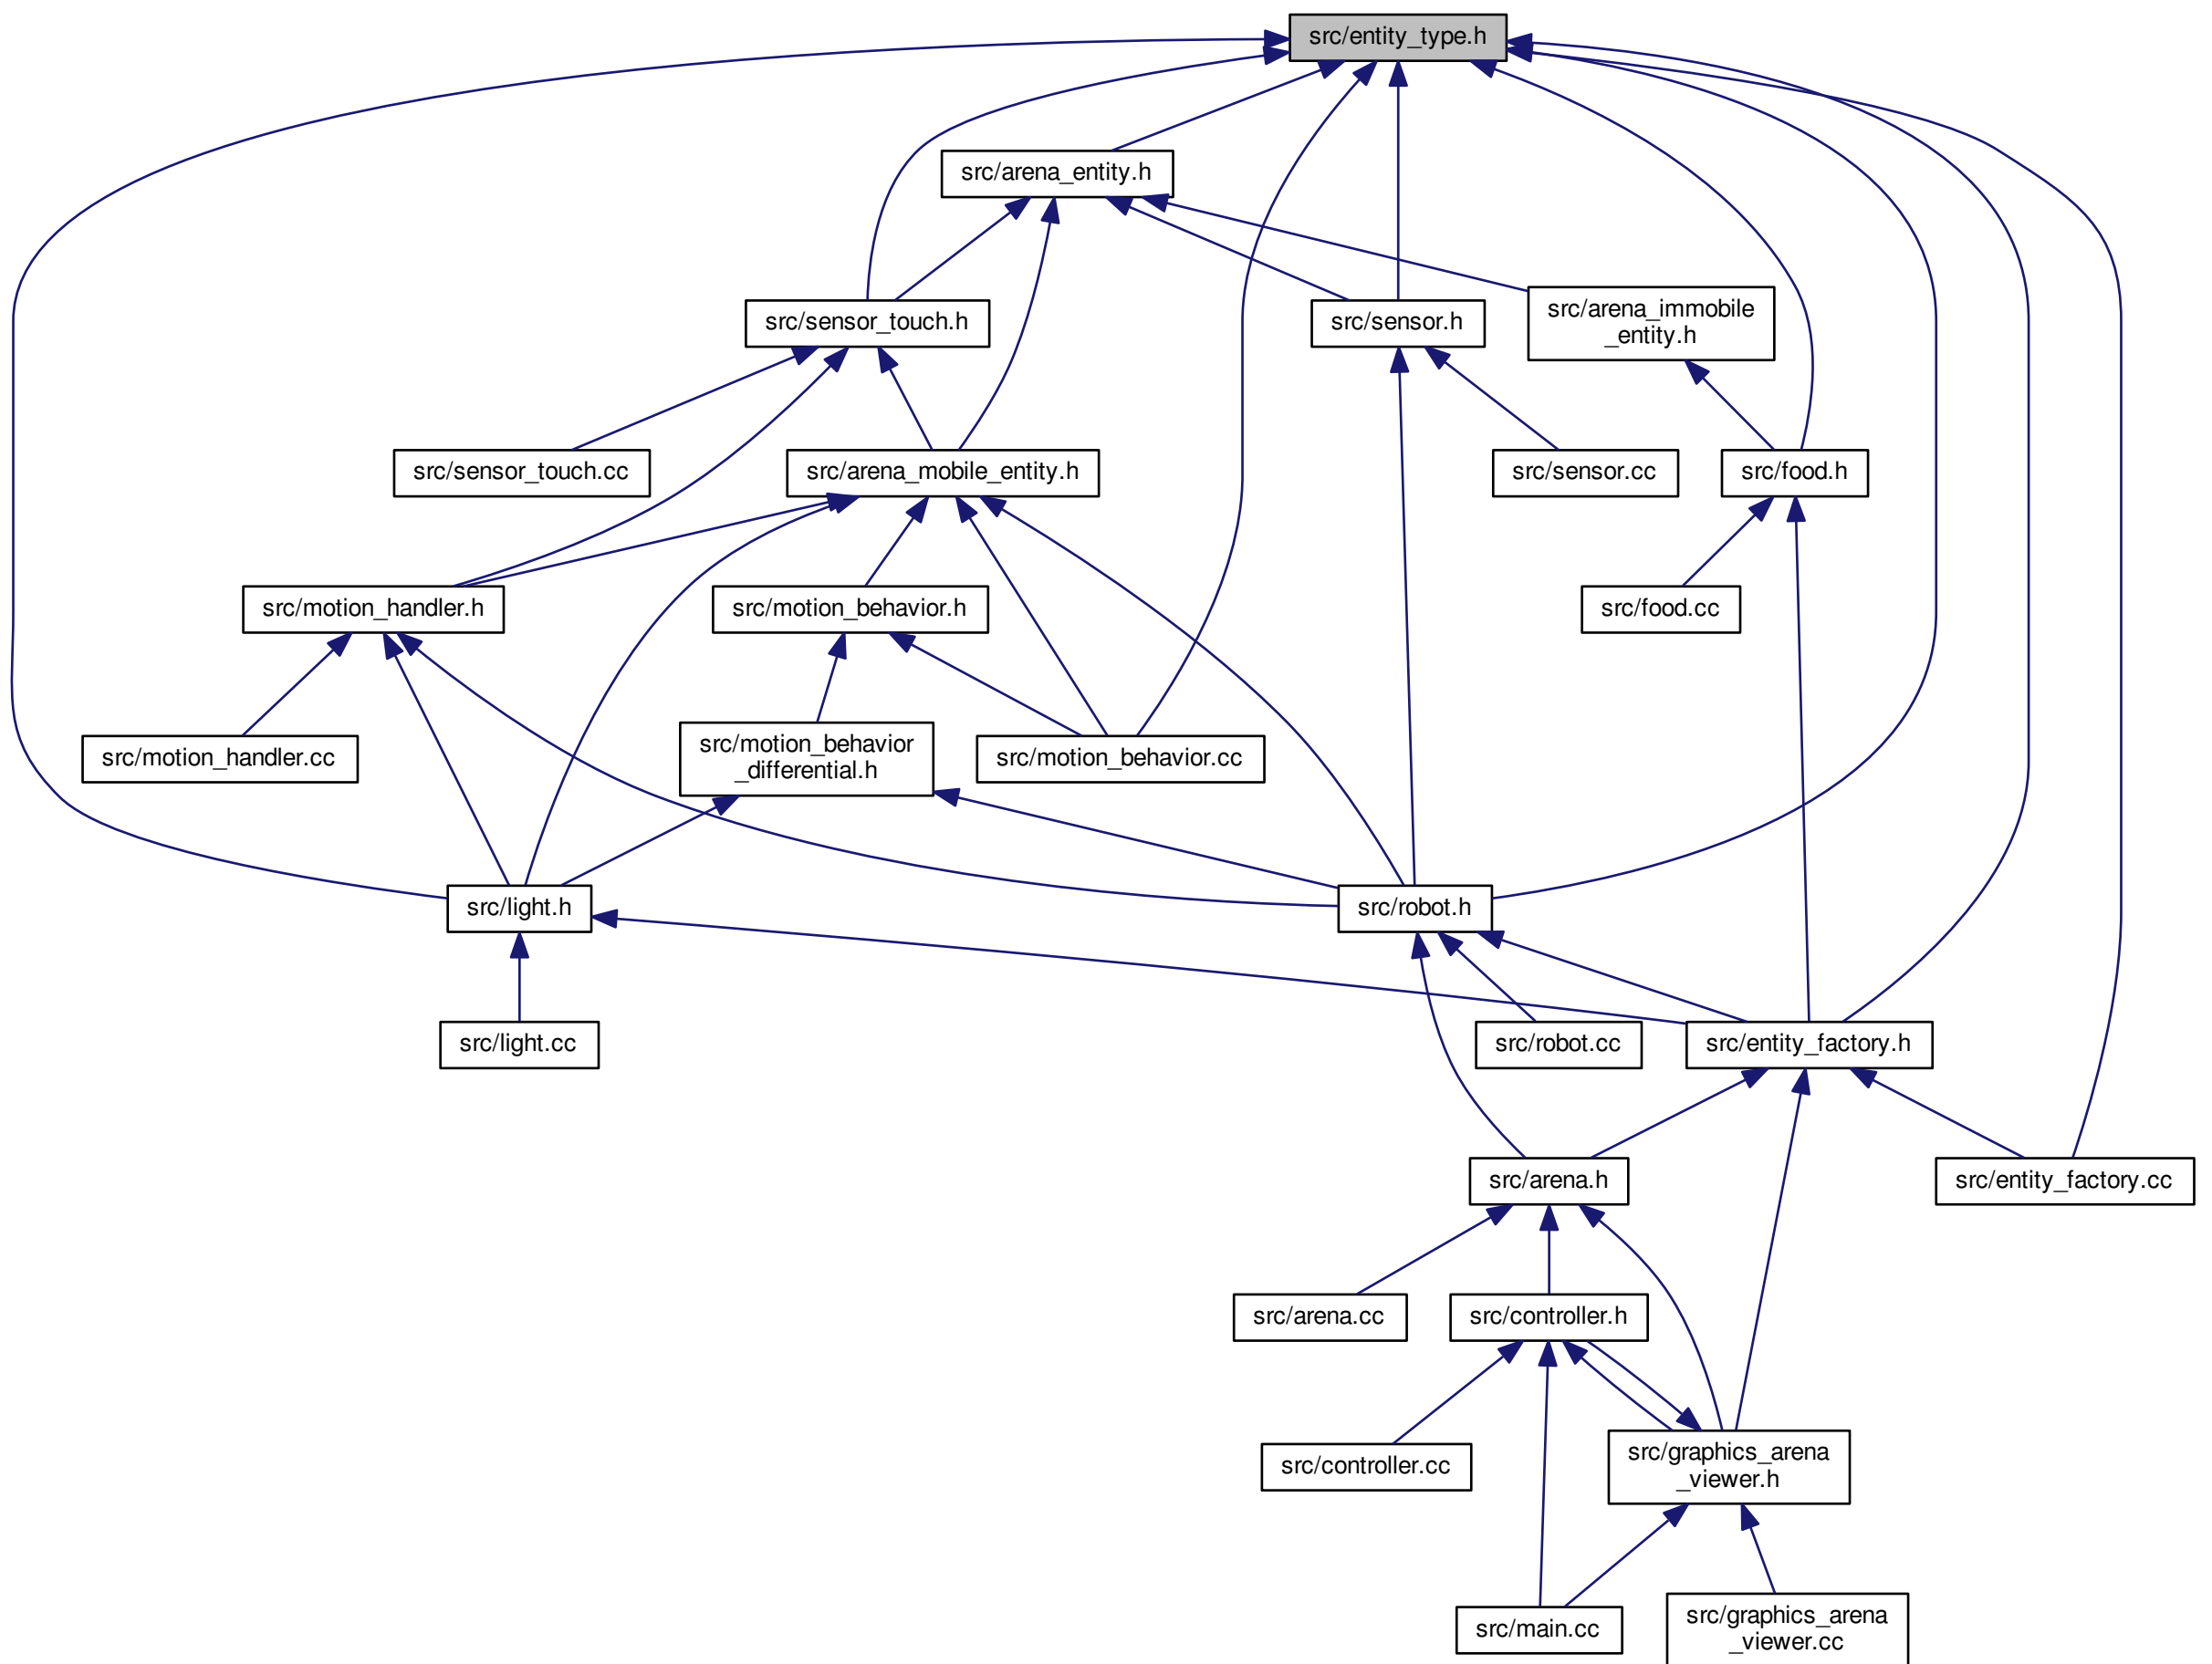 src/entity_type.h
src/arena_entity.h
src/sensor_touch.h
src/sensor.h
src/arena_immobile
_entity.h
src/sensor_touch.cc
src/arena_mobile_entity.h
src/sensor.cc
src/food.h
src/motion_handler.h
src/motion_behavior.h
src/food.cc
src/motion_handler.cc
src/motion_behavior
_differential.h
src/motion_behavior.cc
src/light.h
src/robot.h
src/light.cc
src/robot.cc
src/entity_factory.h
src/arena.h
src/entity_factory.cc
src/arena.cc
src/controller.h
src/controller.cc
src/graphics_arena
_viewer.h
src/main.cc
src/graphics_arena
_viewer.cc